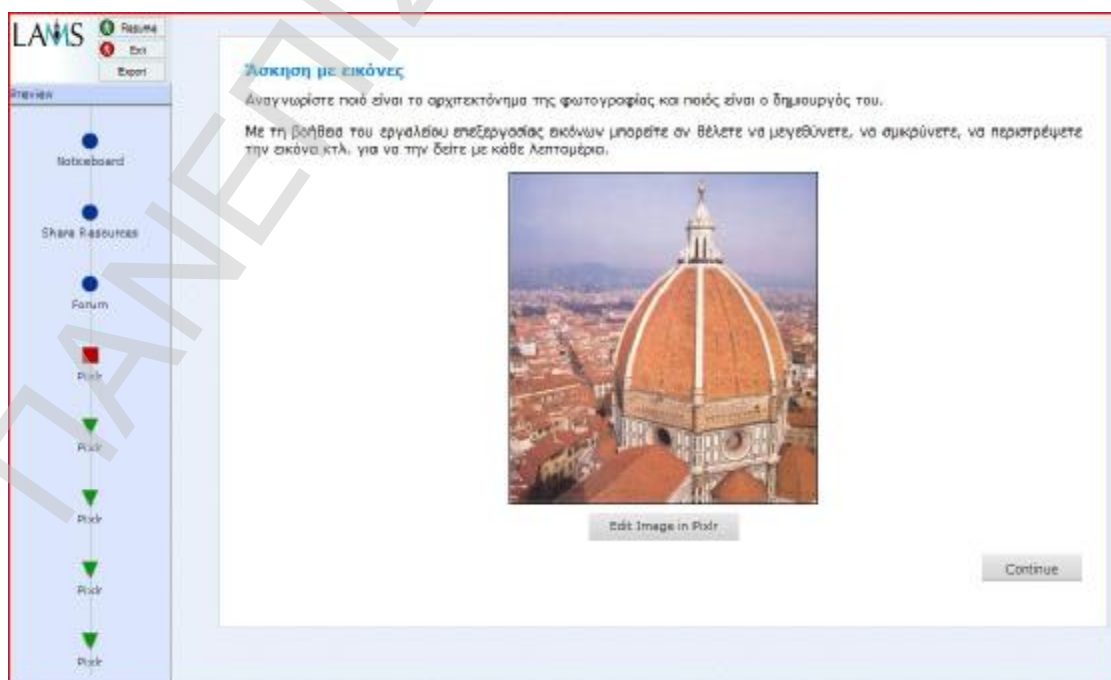 LAMS
Resume
Exit
Export
Preview
Noticeboard
Share Resources
Forum
Pixlr
Pixlr
Pixlr
Pixlr
Pixlr
Άσκηση με εικόνες
Αναγνωρίστε ποιό είναι το αρχιτεκτόνημα της φωτογραφίας και ποιός είναι ο δημιουργός του.
Με τη βοήθεια του εργαλείου επεξεργασίας εικόνων μπορείτε αν θέλετε να μεγεθύνετε, να σμικρύνετε, να περιστρέψετε
την εικόνα κτλ. για να την δείτε με κάθε λεπτομέρια.
Edit Image in Pixlr
Continue